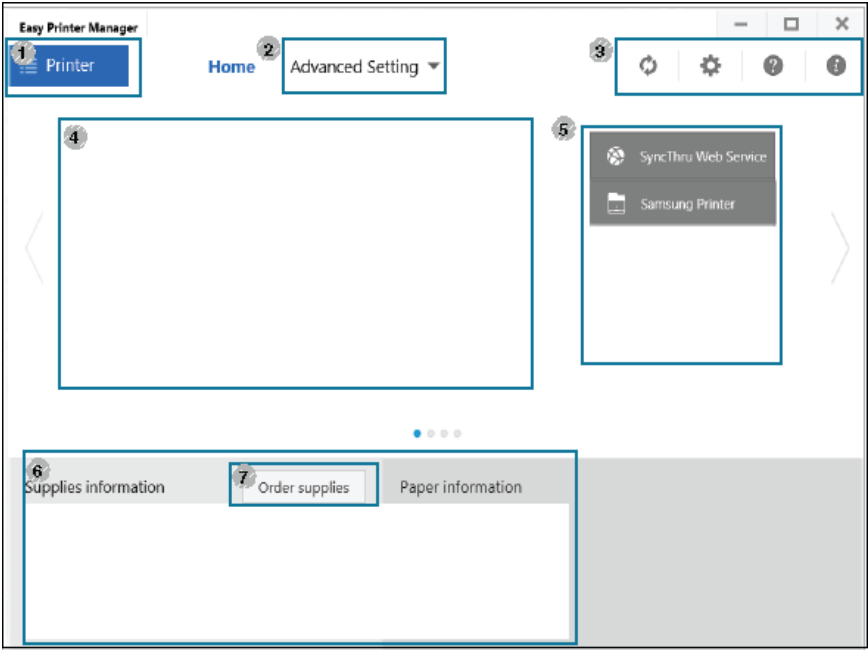 Easy Printer Manager
1
Printer
Home
2
Advanced Setting
3
?
i
4
5
SyncThru Web Service
Samsung Printer
6
Supplies information
7
Order supplies
Paper information